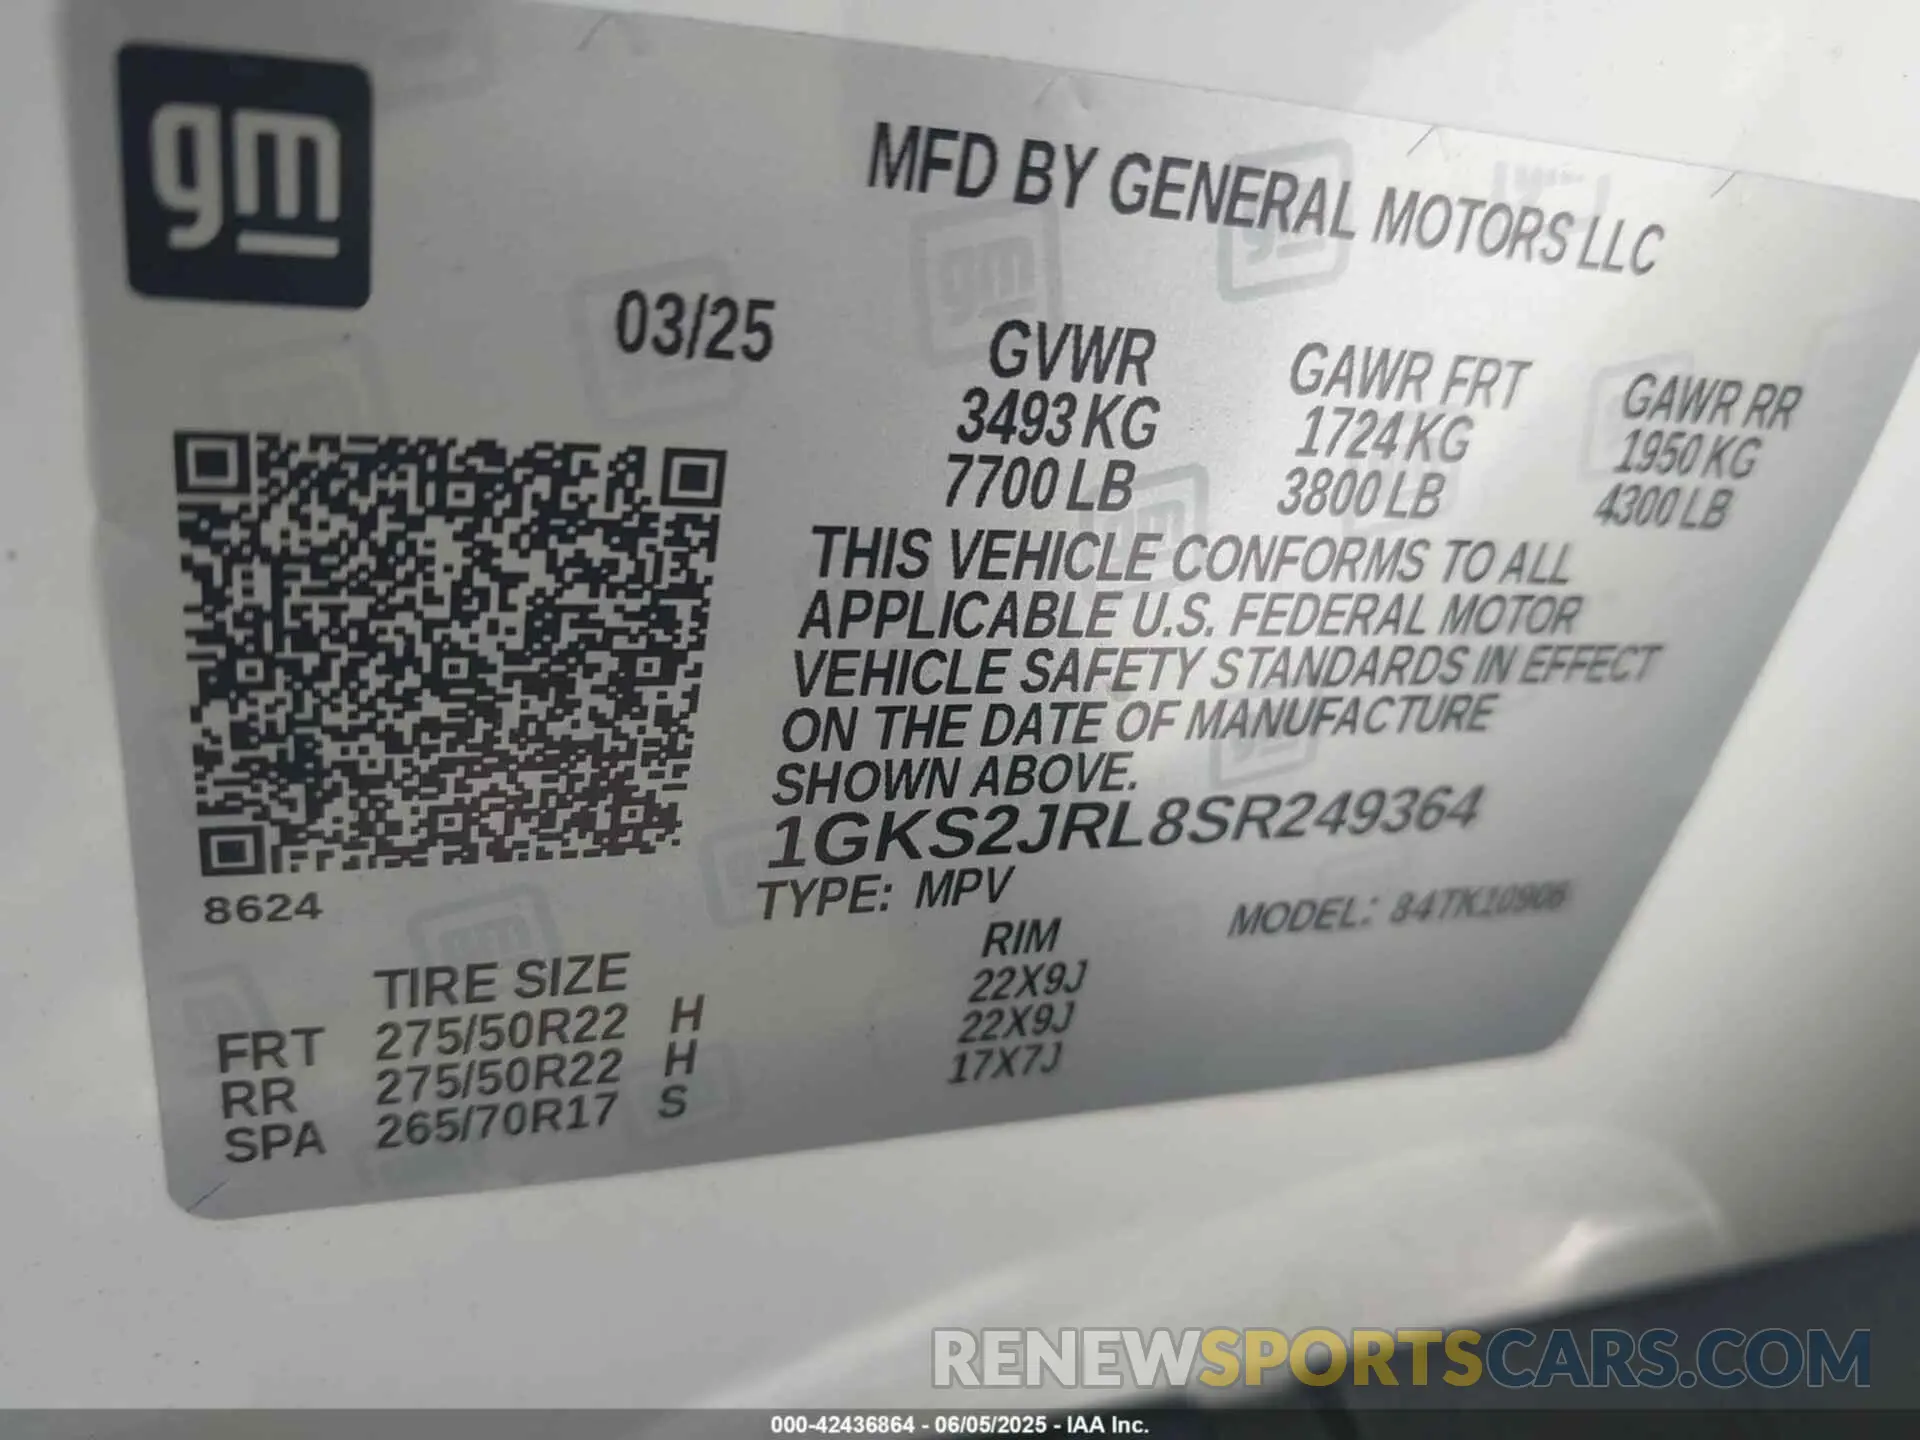 gm
MFD BY GENERAL MOTORS LLC
03/25
GVWR GAWR FRT GAWR RR
3493 KG 1724 KG 1950 KG
7700 LB 3800 LB 4300 LB
THIS VEHICLE CONFORMS TO ALL
APPLICABLE U.S. FEDERAL MOTOR
VEHICLE SAFETY STANDARDS IN EFFECT
ON THE DATE OF MANUFACTURE
SHOWN ABOVE.
1GKS2JRL8SR249364
TYPE: MPV MODEL: 84TK10906
8624
TIRE SIZE RIM
FRT 275/50R22 H 22X9J
RR 275/50R22 H 22X9J
SPA 265/70R17 S 17X7J
RENEWSPORTSCARS.COM
000-42436864 - 06/05/2025 - IAA Inc.